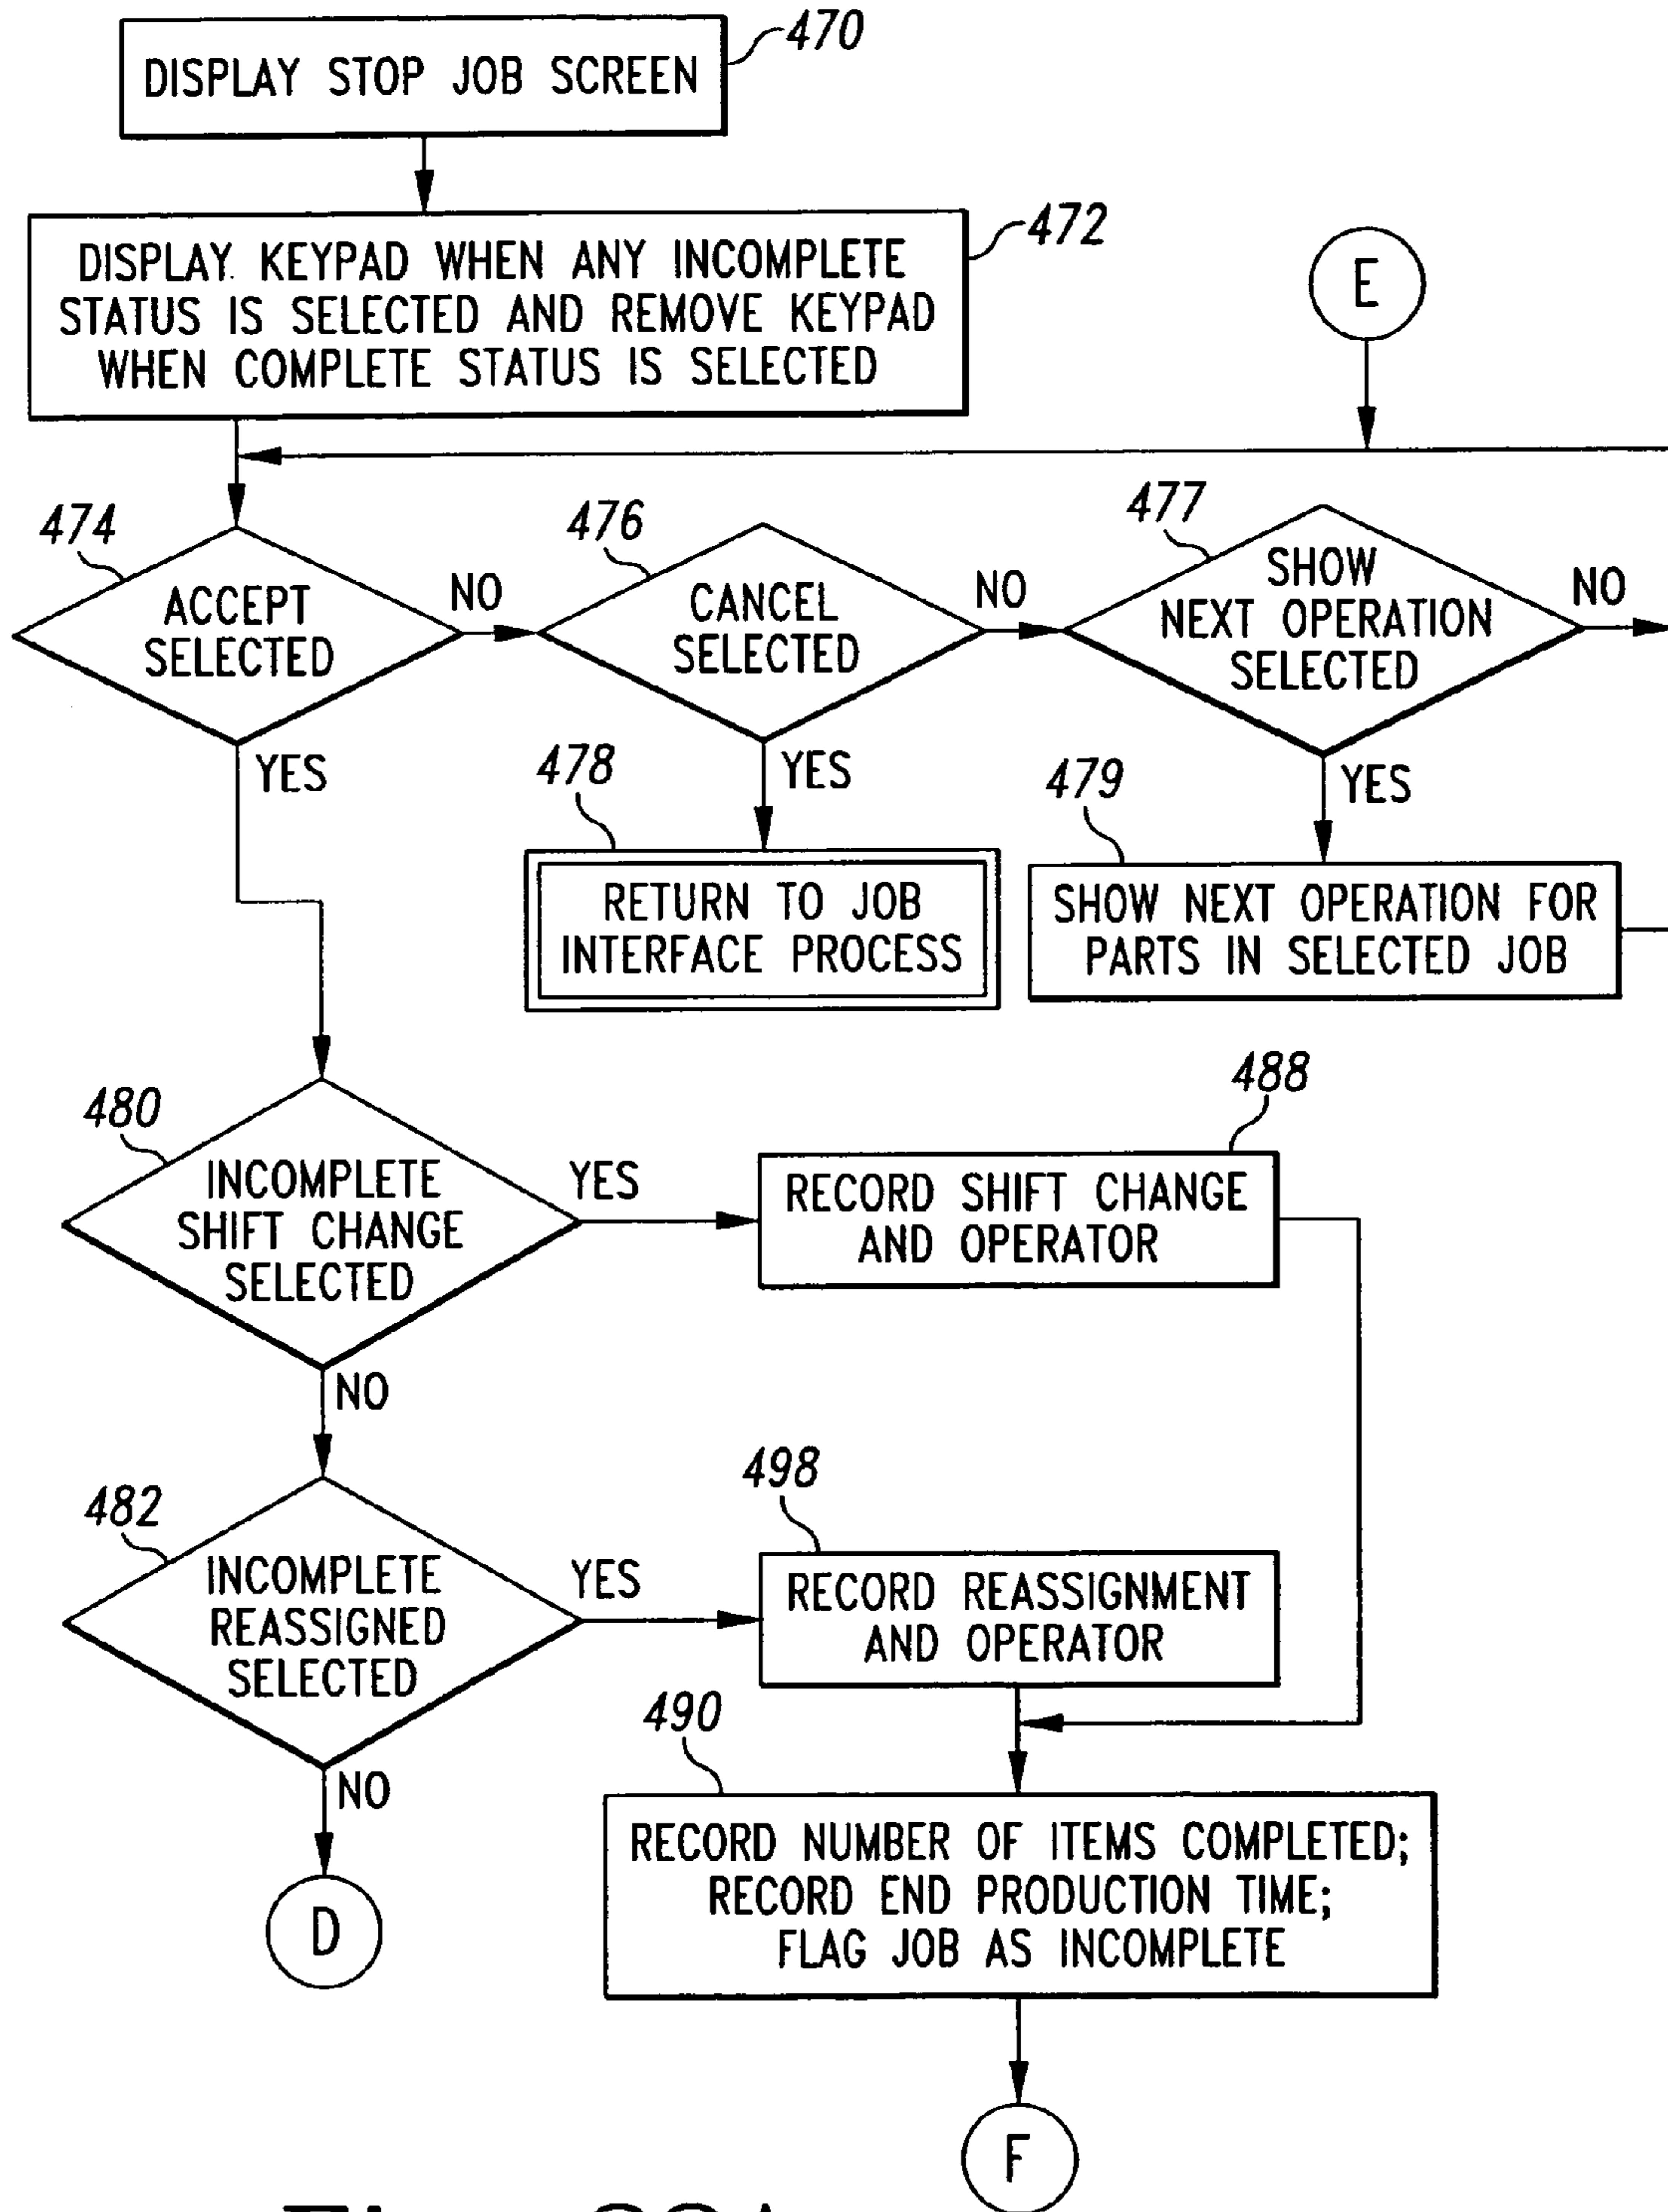 470
DISPLAY STOP JOB SCREEN
472
DISPLAY KEYPAD WHEN ANY INCOMPLETE
STATUS IS SELECTED AND REMOVE KEYPAD
WHEN COMPLETE STATUS IS SELECTED
E
474
ACCEPT
SELECTED
NO
YES
476
CANCEL
SELECTED
NO
YES
477
SHOW
NEXT OPERATION
SELECTED
NO
YES
478
RETURN TO JOB
INTERFACE PROCESS
479
SHOW NEXT OPERATION FOR
PARTS IN SELECTED JOB
480
INCOMPLETE
SHIFT CHANGE
SELECTED
YES
NO
488
RECORD SHIFT CHANGE
AND OPERATOR
482
INCOMPLETE
REASSIGNED
SELECTED
YES
NO
498
RECORD REASSIGNMENT
AND OPERATOR
490
RECORD NUMBER OF ITEMS COMPLETED;
RECORD END PRODUCTION TIME;
FLAG JOB AS INCOMPLETE
D
F